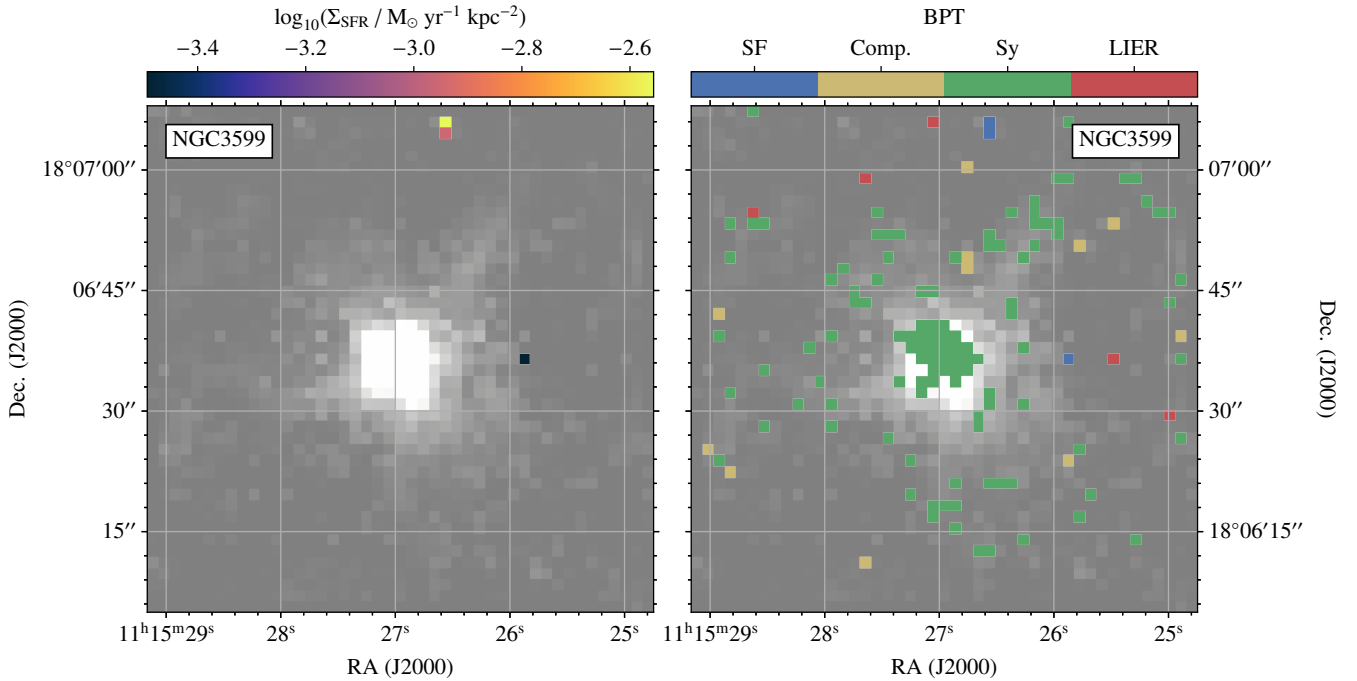 log₁₀(Σ_SFR / M_⊙ yr⁻¹ kpc⁻²)
−3.4 −3.2 −3.0 −2.8 −2.6
BPT
SF Comp. Sy LIER
NGC3599
NGC3599
18°07′00′′
06′45′′
30′′
15′′
Dec. (J2000)
07′00′′
45′′
30′′
18°06′15′′
Dec. (J2000)
11ʰ15ᵐ29ˢ 28ˢ 27ˢ 26ˢ 25ˢ
RA (J2000)
11ʰ15ᵐ29ˢ 28ˢ 27ˢ 26ˢ 25ˢ
RA (J2000)